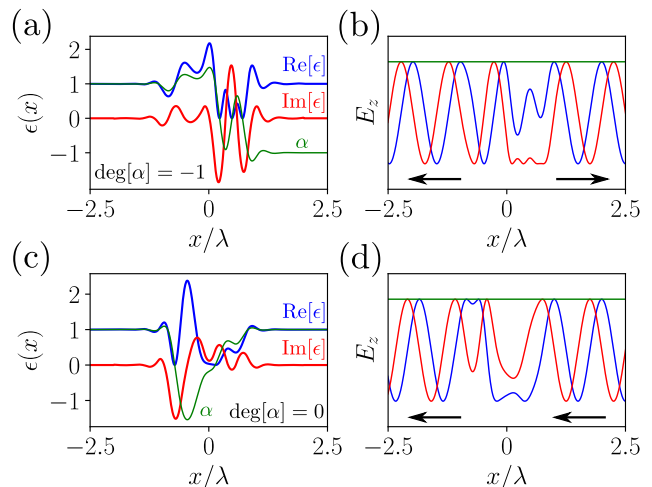 (a)
2
1
0
−1
ϵ(x)
Re[ϵ]
Im[ϵ]
α
deg[α] = −1
−2.5
0
2.5
x/λ
(b)
E_z
−2.5
0
2.5
x/λ
(c)
2
1
0
−1
ϵ(x)
Re[ϵ]
Im[ϵ]
α
deg[α] = 0
−2.5
0
2.5
x/λ
(d)
E_z
−2.5
0
2.5
x/λ